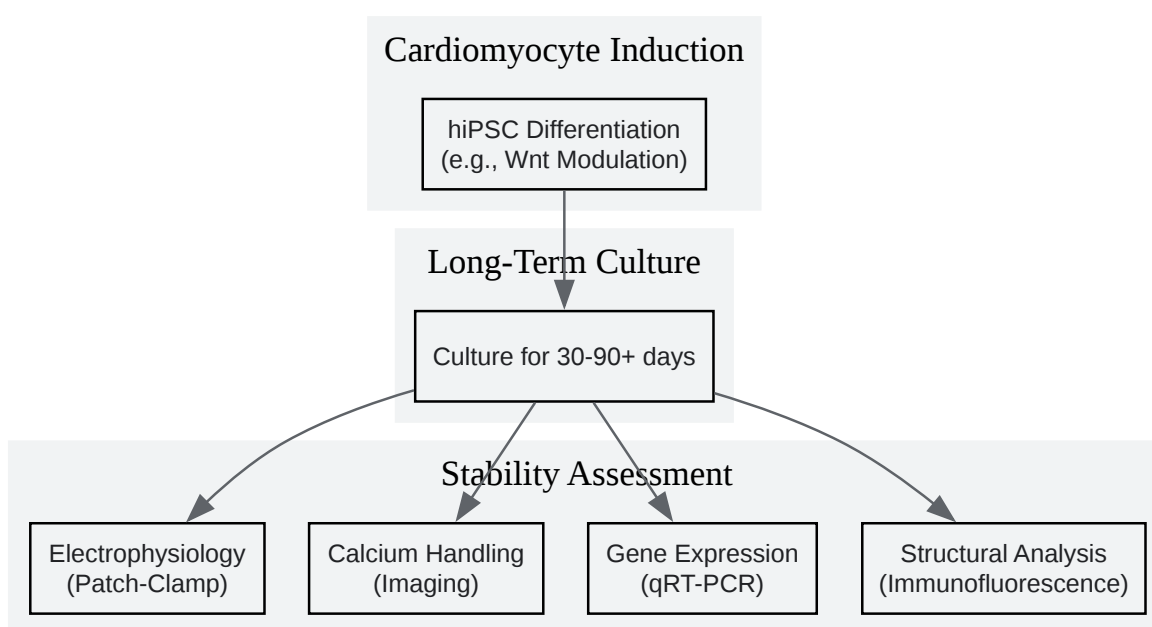 Cardiomyocyte Induction
hiPSC Differentiation
(e.g., Wnt Modulation)
Long-Term Culture
Culture for 30-90+ days
Stability Assessment
Electrophysiology
(Patch-Clamp)
Calcium Handling
(Imaging)
Gene Expression
(qRT-PCR)
Structural Analysis
(Immunofluorescence)